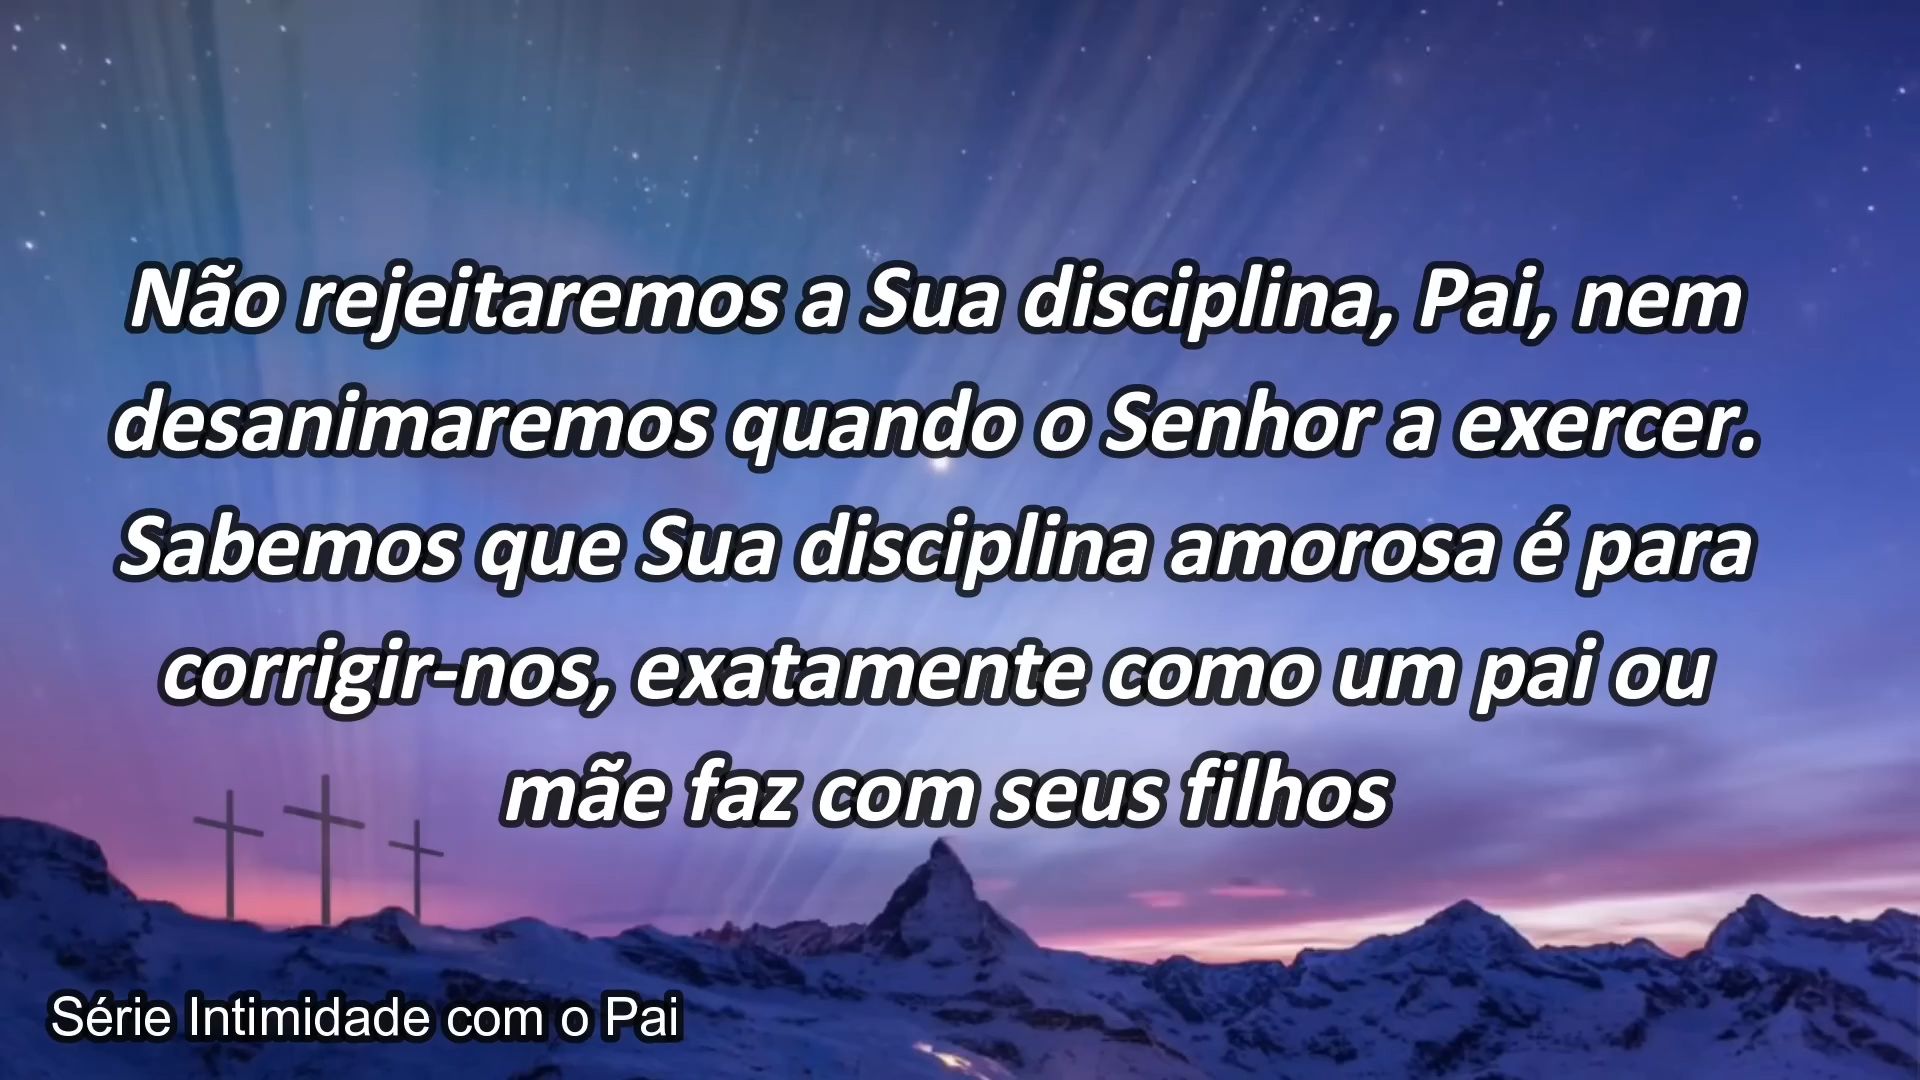 Não rejeitaremos a Sua disciplina, Pai, nem
desanimaremos quando o Senhor a exercer.
Sabemos que Sua disciplina amorosa é para
corrigir-nos, exatamente como um pai ou
mãe faz com seus filhos
Série Intimidade com o Pai